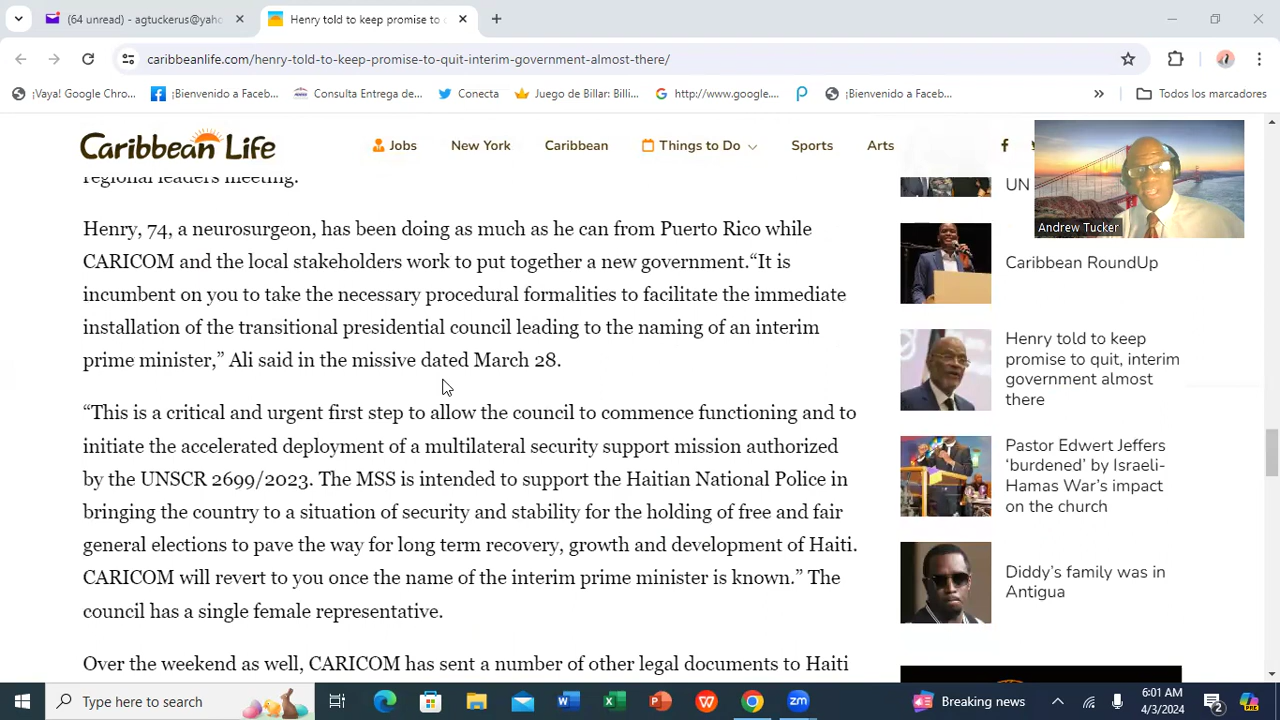 (64 unread) - agtuckerus@yaho
Henry told to keep promise to
caribbeanlife.com/henry-told-to-keep-promise-to-quit-interim-government-almost-there/
¡Vaya! Google Chro...
¡Bienvenido a Faceb...
Consulta Entrega de...
Conecta
Juego de Billar: Billi...
http://www.google....
¡Bienvenido a Faceb...
»
Todos los marcadores
Caribbean Life
Jobs
New York
Caribbean
Things to Do
Sports
Arts
Andrew Tucker
regional leaders meeting.
Henry, 74, a neurosurgeon, has been doing as much as he can from Puerto Rico while
CARICOM and the local stakeholders work to put together a new government.“It is
incumbent on you to take the necessary procedural formalities to facilitate the immediate
installation of the transitional presidential council leading to the naming of an interim
prime minister,” Ali said in the missive dated March 28.
“This is a critical and urgent first step to allow the council to commence functioning and to
initiate the accelerated deployment of a multilateral security support mission authorized
by the UNSCR 2699/2023. The MSS is intended to support the Haitian National Police in
bringing the country to a situation of security and stability for the holding of free and fair
general elections to pave the way for long term recovery, growth and development of Haiti.
CARICOM will revert to you once the name of the interim prime minister is known.” The
council has a single female representative.
Over the weekend as well, CARICOM has sent a number of other legal documents to Haiti
UN
Caribbean RoundUp
Henry told to keep
promise to quit, interim
government almost
there
Pastor Edwert Jeffers
‘burdened’ by Israeli-
Hamas War’s impact
on the church
Diddy’s family was in
Antigua
Type here to search
Breaking news
6:01 AM
4/3/2024
2